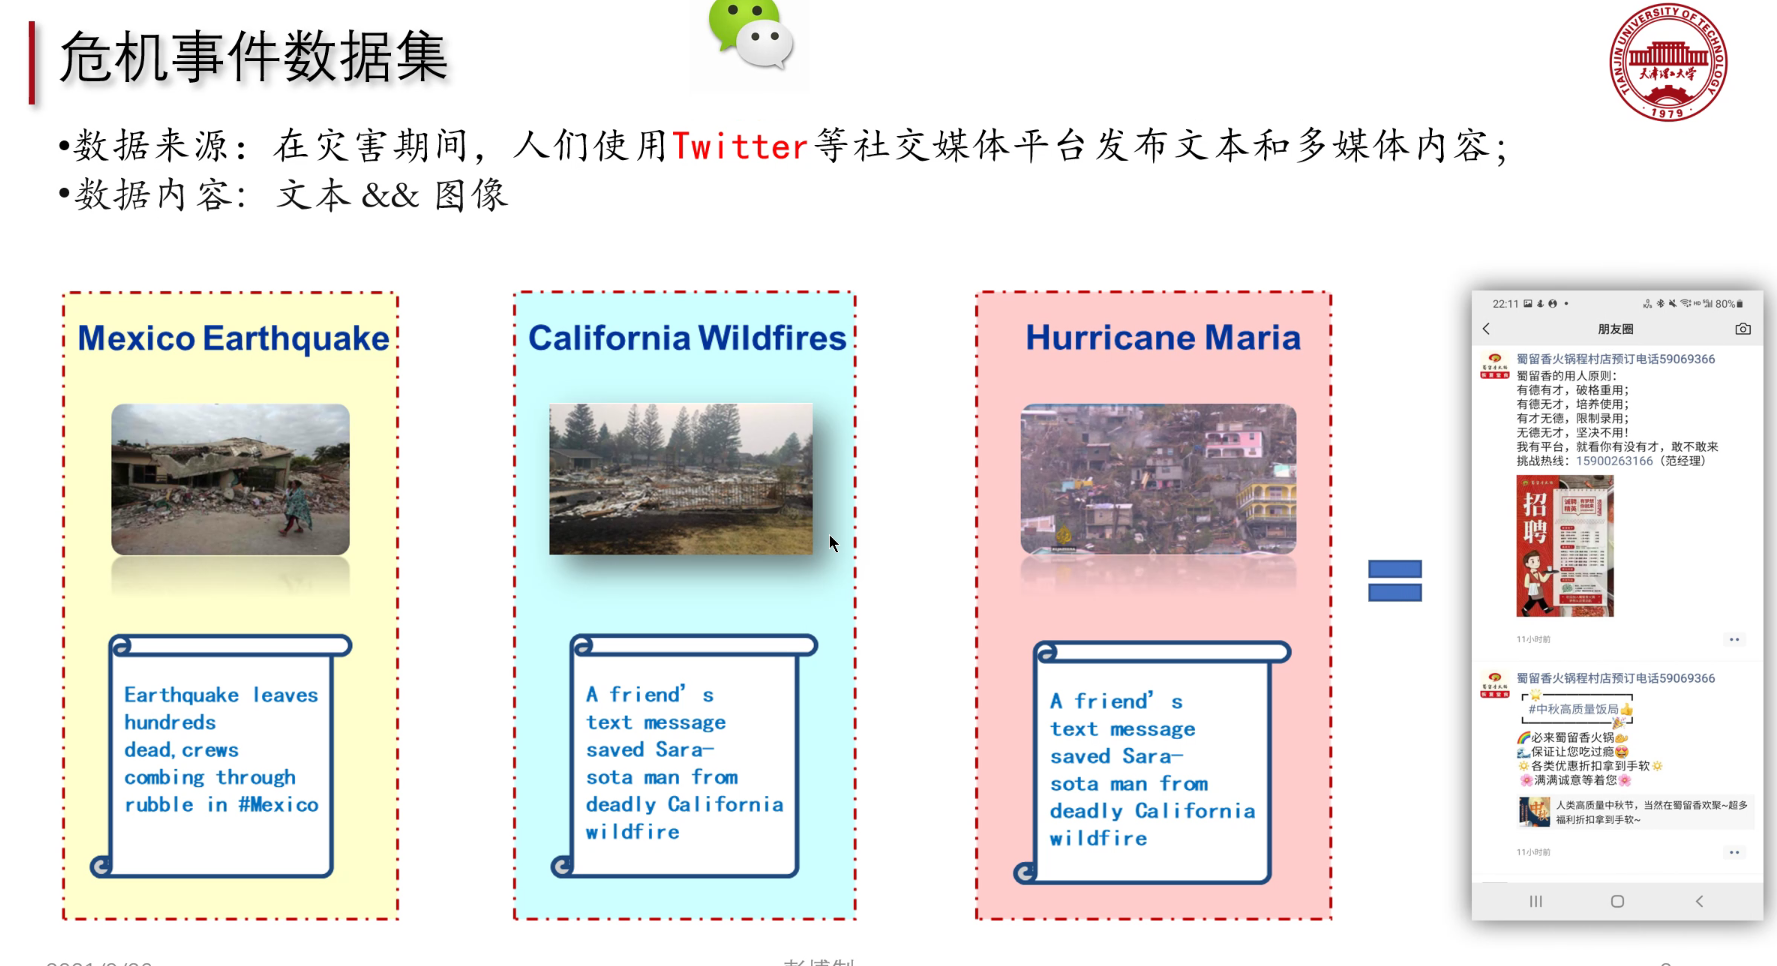 危机事件数据集
TIANJIN UNIVERSITY OF TECHNOLOGY
天津理工大学
·1979·
•数据来源：在灾害期间，人们使用Twitter等社交媒体平台发布文本和多媒体内容；
•数据内容：文本 && 图像
Mexico Earthquake
Earthquake leaves
hundreds
dead,crews
combing through
rubble in #Mexico
California Wildfires
A friend’s
text message
saved Sara-
sota man from
deadly California
wildfire
Hurricane Maria
A friend’s
text message
saved Sara-
sota man from
deadly California
wildfire
22:11
80%
朋友圈
蜀留香火锅程村店预订电话59069366
蜀留香的用人原则：
有德有才，破格重用；
有德无才，培养使用；
有才无德，限制录用；
无德无才，坚决不用！
我有平台，就看你有没有才，敢不敢来
挑战热线：15900263166（范经理）
招聘
11小时前
蜀留香火锅程村店预订电话59069366
#中秋高质量饭局👍
🌈必来蜀留香火锅
🌊保证让您吃过瘾😍
☀各类优惠折扣拿到手软☀
🌸满满诚意等着您🌸
人类高质量中秋节，当然在蜀留香欢聚~超多
福利折扣拿到手软~
11小时前